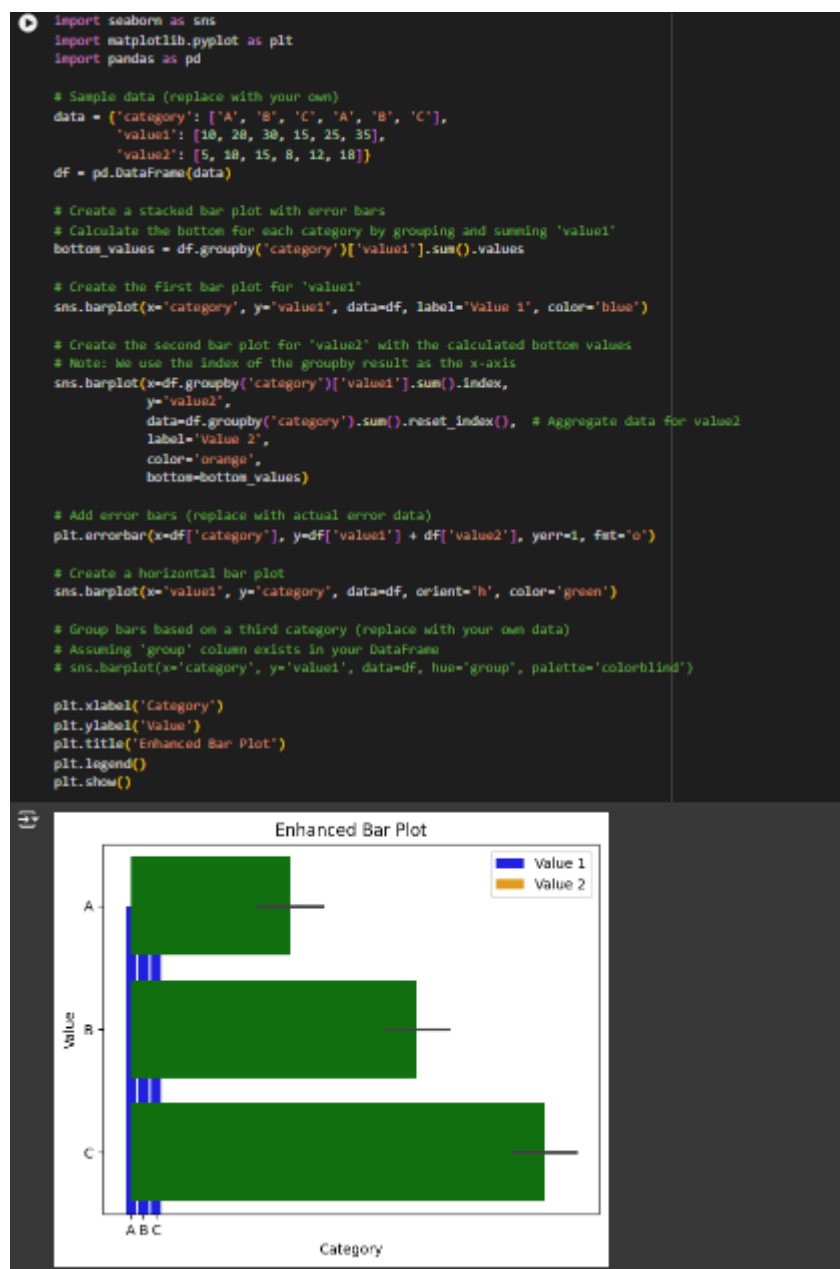 import seaborn as sns
import matplotlib.pyplot as plt
import pandas as pd
# Sample data (replace with your own)
data = {'category': ['A', 'B', 'C', 'A', 'B', 'C'],
'value1': [10, 20, 30, 15, 25, 35],
'value2': [5, 10, 15, 8, 12, 18]}
df = pd.DataFrame(data)
# Create a stacked bar plot with error bars
# Calculate the bottom for each category by grouping and summing 'value1'
bottom_values = df.groupby('category')['value1'].sum().values
# Create the first bar plot for 'value1'
sns.barplot(x='category', y='value1', data=df, label='Value 1', color='blue')
# Create the second bar plot for 'value2' with the calculated bottom values
# Note: We use the index of the groupby result as the x-axis
sns.barplot(x=df.groupby('category')['value1'].sum().index,
y='value2',
data=df.groupby('category').sum().reset_index(),  # Aggregate data for value2
label='Value 2',
color='orange',
bottom=bottom_values)
# Add error bars (replace with actual error data)
plt.errorbar(x=df['category'], y=df['value1'] + df['value2'], yerr=1, fmt='o')
# Create a horizontal bar plot
sns.barplot(x='value1', y='category', data=df, orient='h', color='green')
# Group bars based on a third category (replace with your own data)
# Assuming 'group' column exists in your DataFrame
# sns.barplot(x='category', y='value1', data=df, hue='group', palette='colorblind')
plt.xlabel('Category')
plt.ylabel('Value')
plt.title('Enhanced Bar Plot')
plt.legend()
plt.show()
Enhanced Bar Plot
Value 1
Value 2
A
B
C
Value
A B C
Category